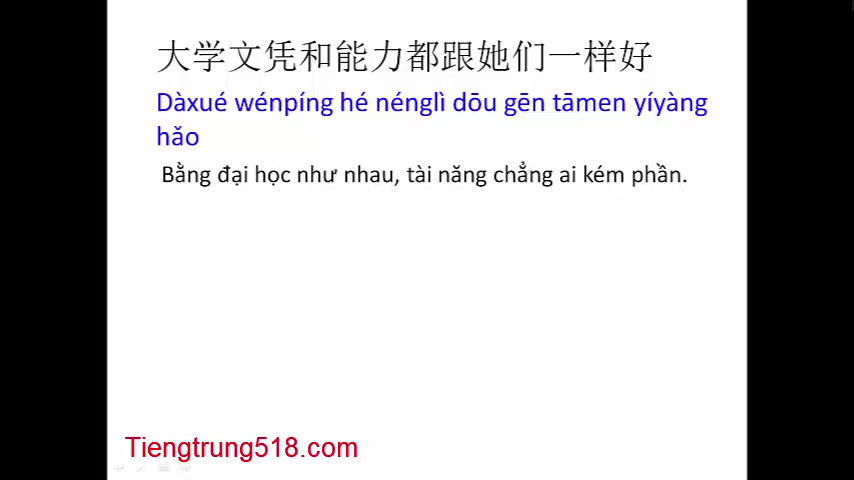 大学文凭和能力都跟她们一样好
Dàxué wénpíng hé nénglì dōu gēn tāmen yíyàng
hǎo
Bằng đại học như nhau, tài năng chẳng ai kém phần.
Tiengtrung518.com